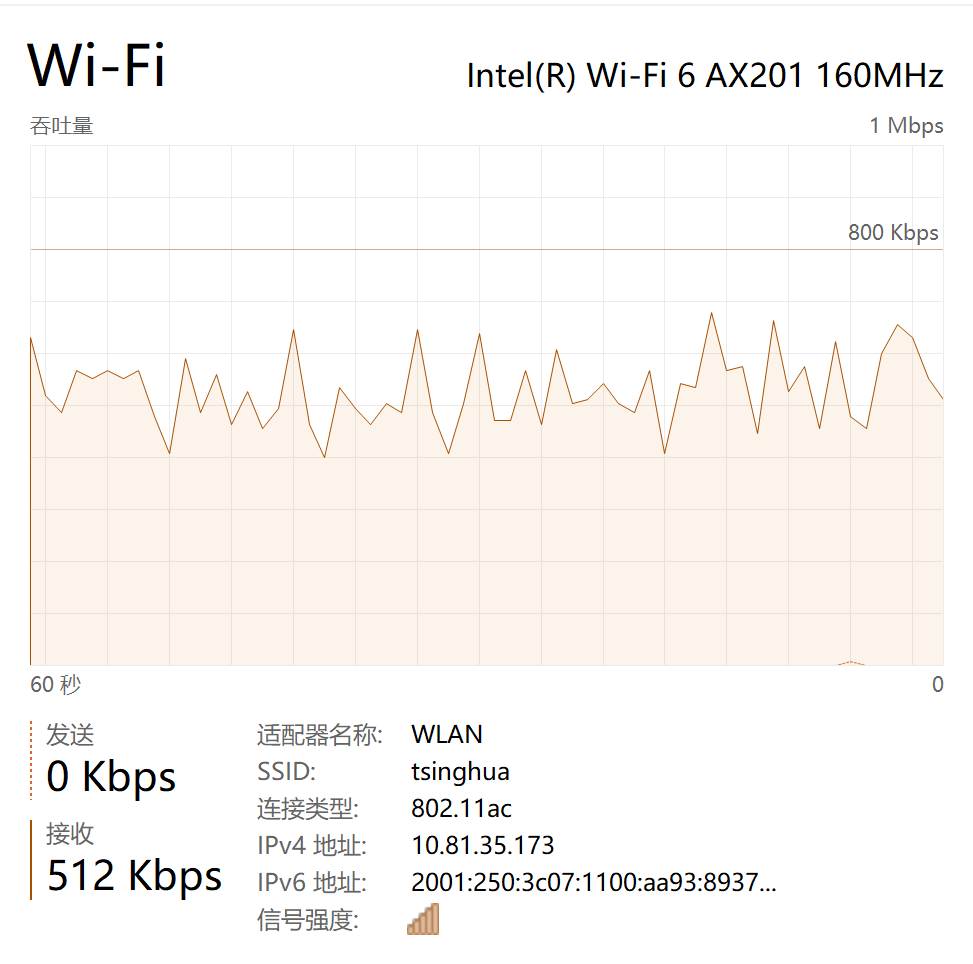 Wi-Fi
Intel(R) Wi-Fi 6 AX201 160MHz
吞吐量
1 Mbps
800 Kbps
60 秒
0
发送
0 Kbps
接收
512 Kbps
适配器名称: WLAN
SSID: tsinghua
连接类型: 802.11ac
IPv4 地址: 10.81.35.173
IPv6 地址: 2001:250:3c07:1100:aa93:8937...
信号强度: